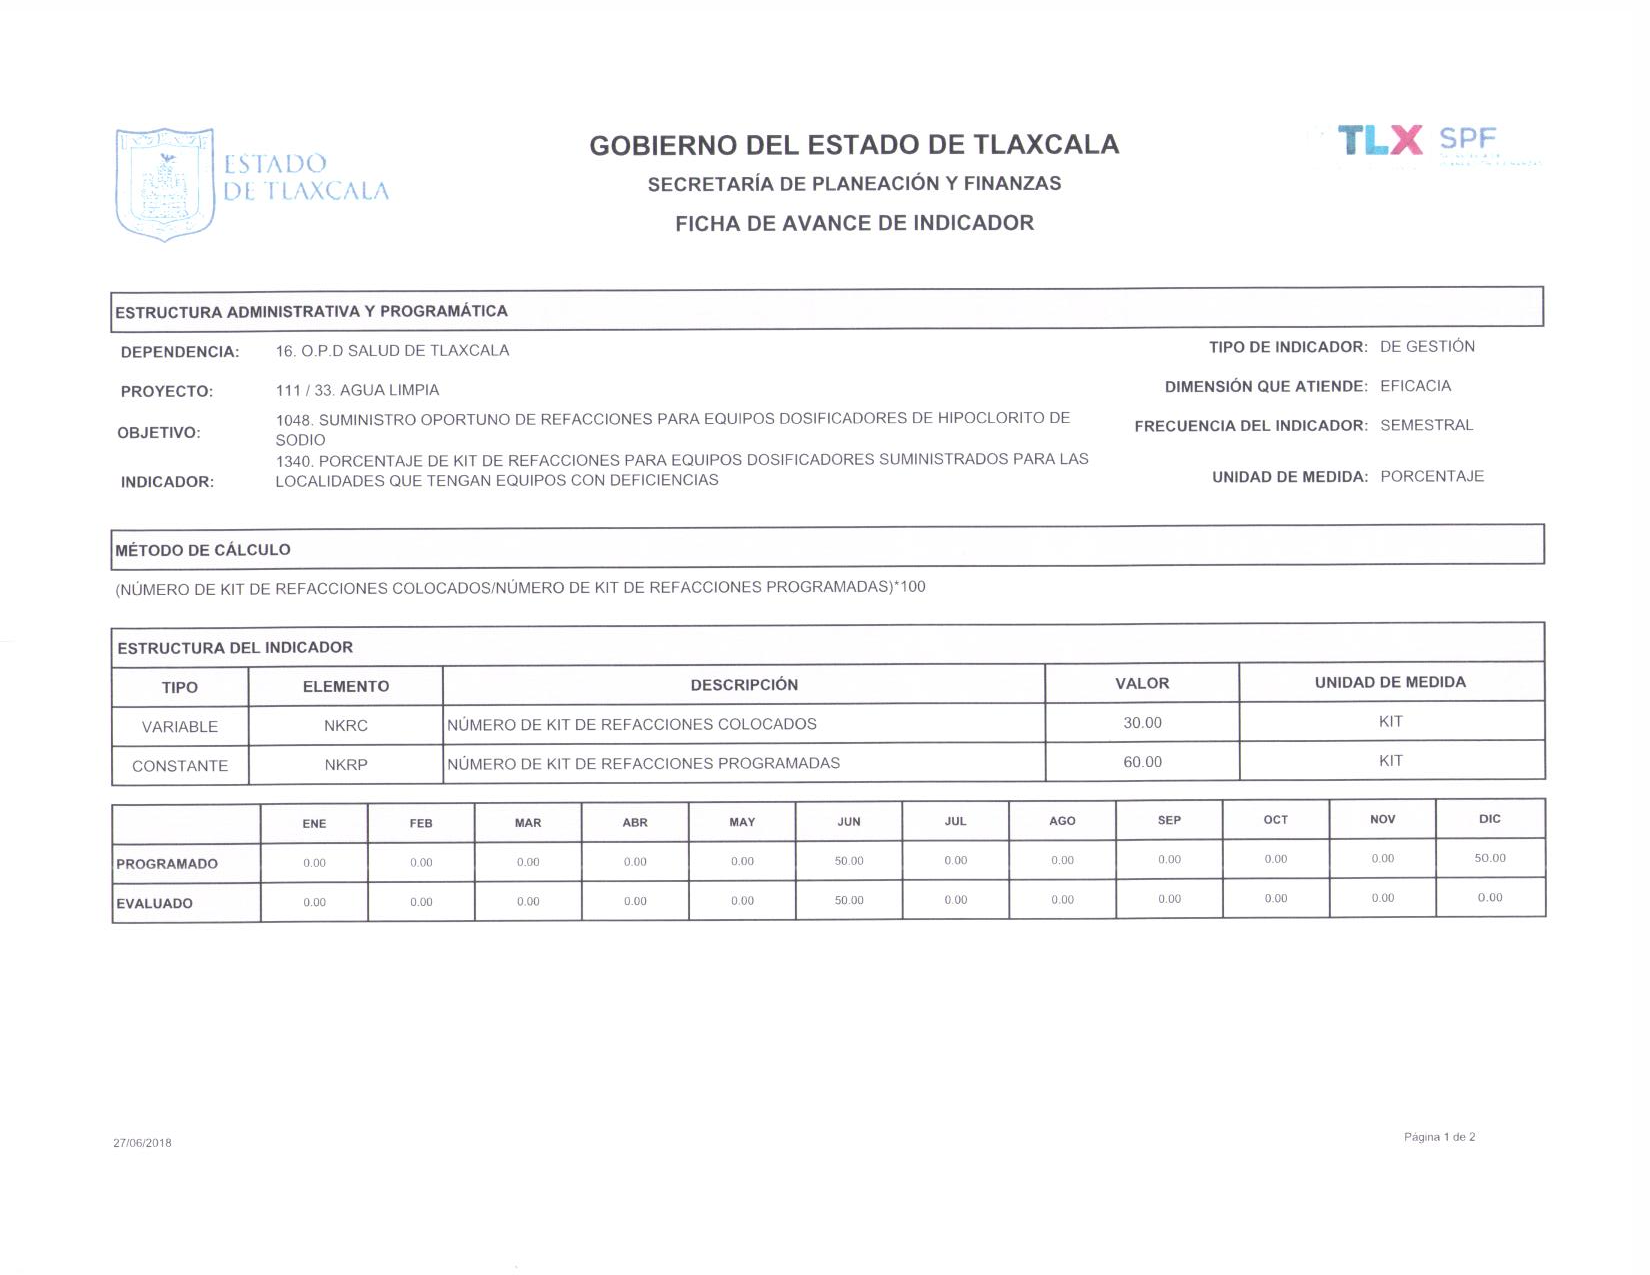 ESTADO
DE TLAXCALA
GOBIERNO DEL ESTADO DE TLAXCALA
SECRETARÍA DE PLANEACIÓN Y FINANZAS
FICHA DE AVANCE DE INDICADOR
TLX SPF
ESTRUCTURA ADMINISTRATIVA Y PROGRAMÁTICA
DEPENDENCIA: 16. O.P.D SALUD DE TLAXCALA TIPO DE INDICADOR: DE GESTIÓN
PROYECTO: 111 / 33. AGUA LIMPIA DIMENSIÓN QUE ATIENDE: EFICACIA
OBJETIVO: 1048. SUMINISTRO OPORTUNO DE REFACCIONES PARA EQUIPOS DOSIFICADORES DE HIPOCLORITO DE
SODIO
FRECUENCIA DEL INDICADOR: SEMESTRAL
INDICADOR: 1340. PORCENTAJE DE KIT DE REFACCIONES PARA EQUIPOS DOSIFICADORES SUMINISTRADOS PARA LAS
LOCALIDADES QUE TENGAN EQUIPOS CON DEFICIENCIAS
UNIDAD DE MEDIDA: PORCENTAJE
MÉTODO DE CÁLCULO
(NÚMERO DE KIT DE REFACCIONES COLOCADOS/NÚMERO DE KIT DE REFACCIONES PROGRAMADAS)*100
ESTRUCTURA DEL INDICADOR
TIPO ELEMENTO DESCRIPCIÓN VALOR UNIDAD DE MEDIDA
VARIABLE NKRC NÚMERO DE KIT DE REFACCIONES COLOCADOS 30.00 KIT
CONSTANTE NKRP NÚMERO DE KIT DE REFACCIONES PROGRAMADAS 60.00 KIT
ENE FEB MAR ABR MAY JUN JUL AGO SEP OCT NOV DIC
PROGRAMADO 0.00 0.00 0.00 0.00 0.00 50.00 0.00 0.00 0.00 0.00 0.00 50.00
EVALUADO 0.00 0.00 0.00 0.00 0.00 50.00 0.00 0.00 0.00 0.00 0.00 0.00
27/06/2018 Página 1 de 2